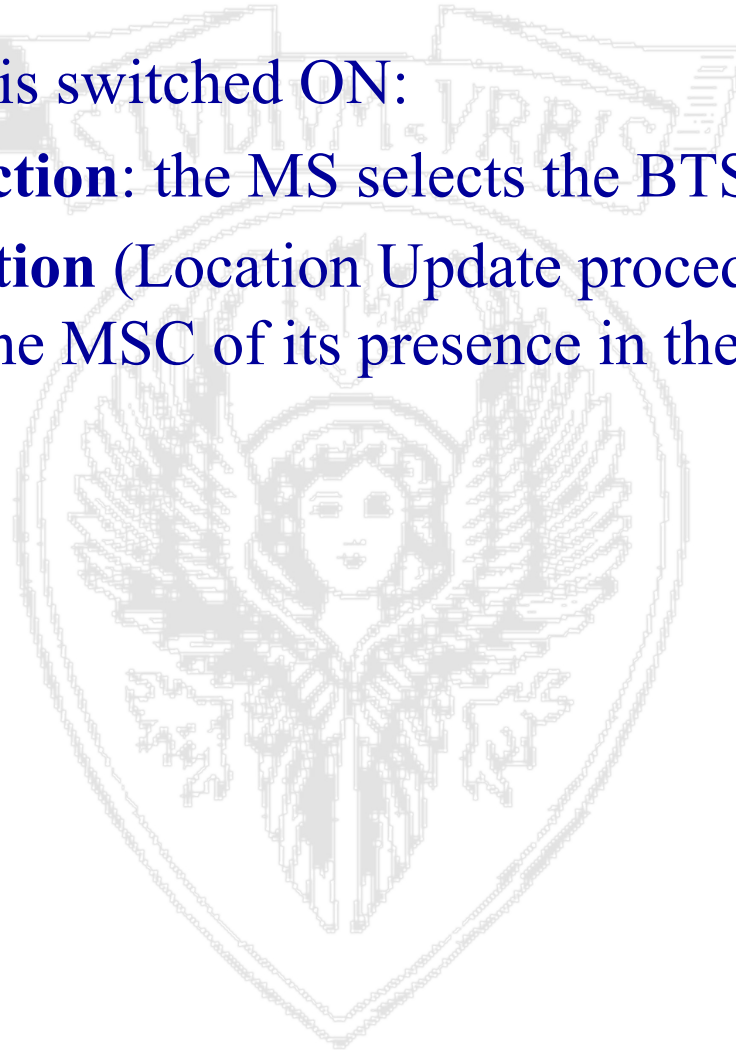 is switched ON:
ction: the MS selects the BTS
tion (Location Update proced
he MSC of its presence in the